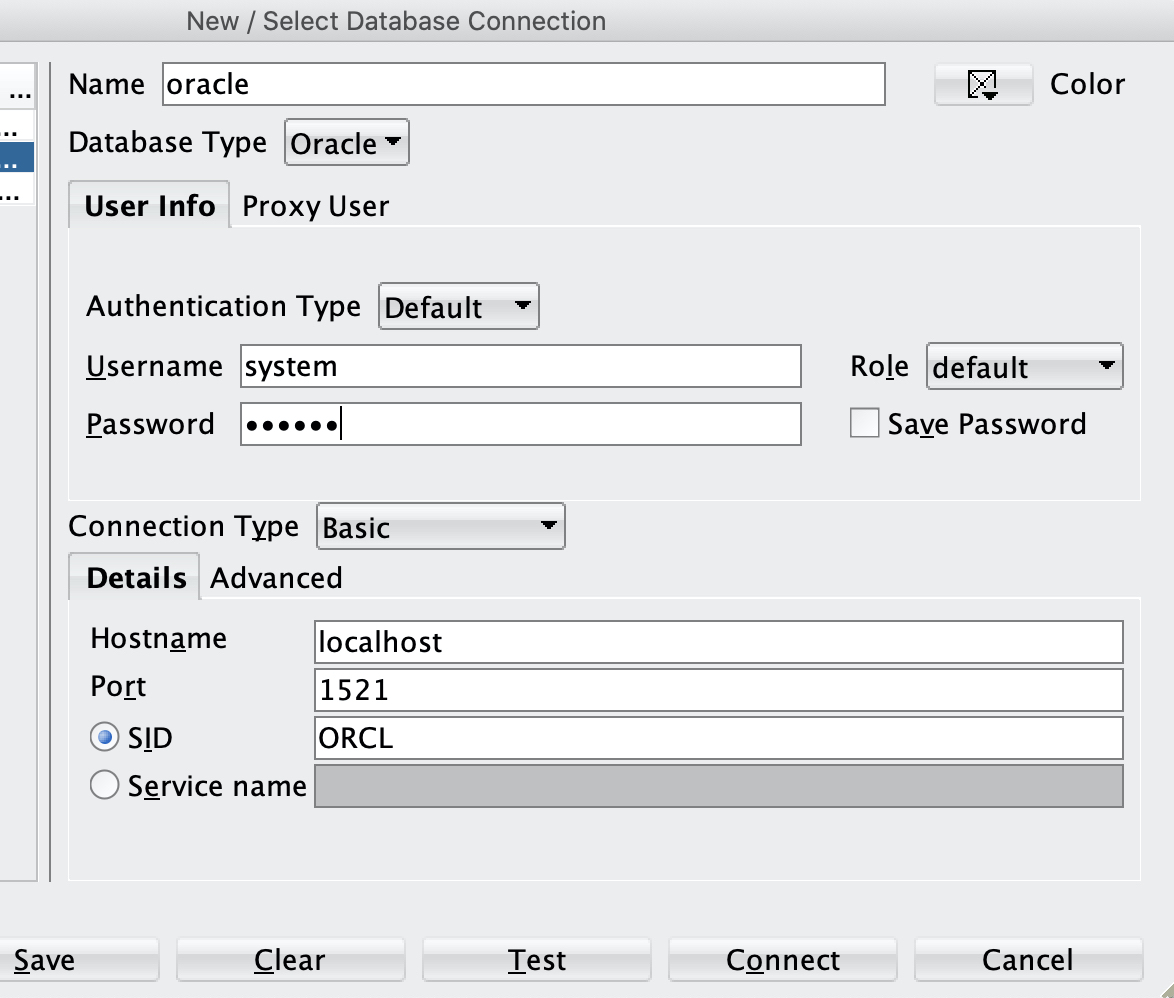 New / Select Database Connection
...
Name oracle Color
...
Database Type Oracle
...
...
User Info Proxy User
Authentication Type Default
Username system Role default
Password •••••• Save Password
Connection Type Basic
Details Advanced
Hostname localhost
Port 1521
SID ORCL
Service name
Save Clear Test Connect Cancel